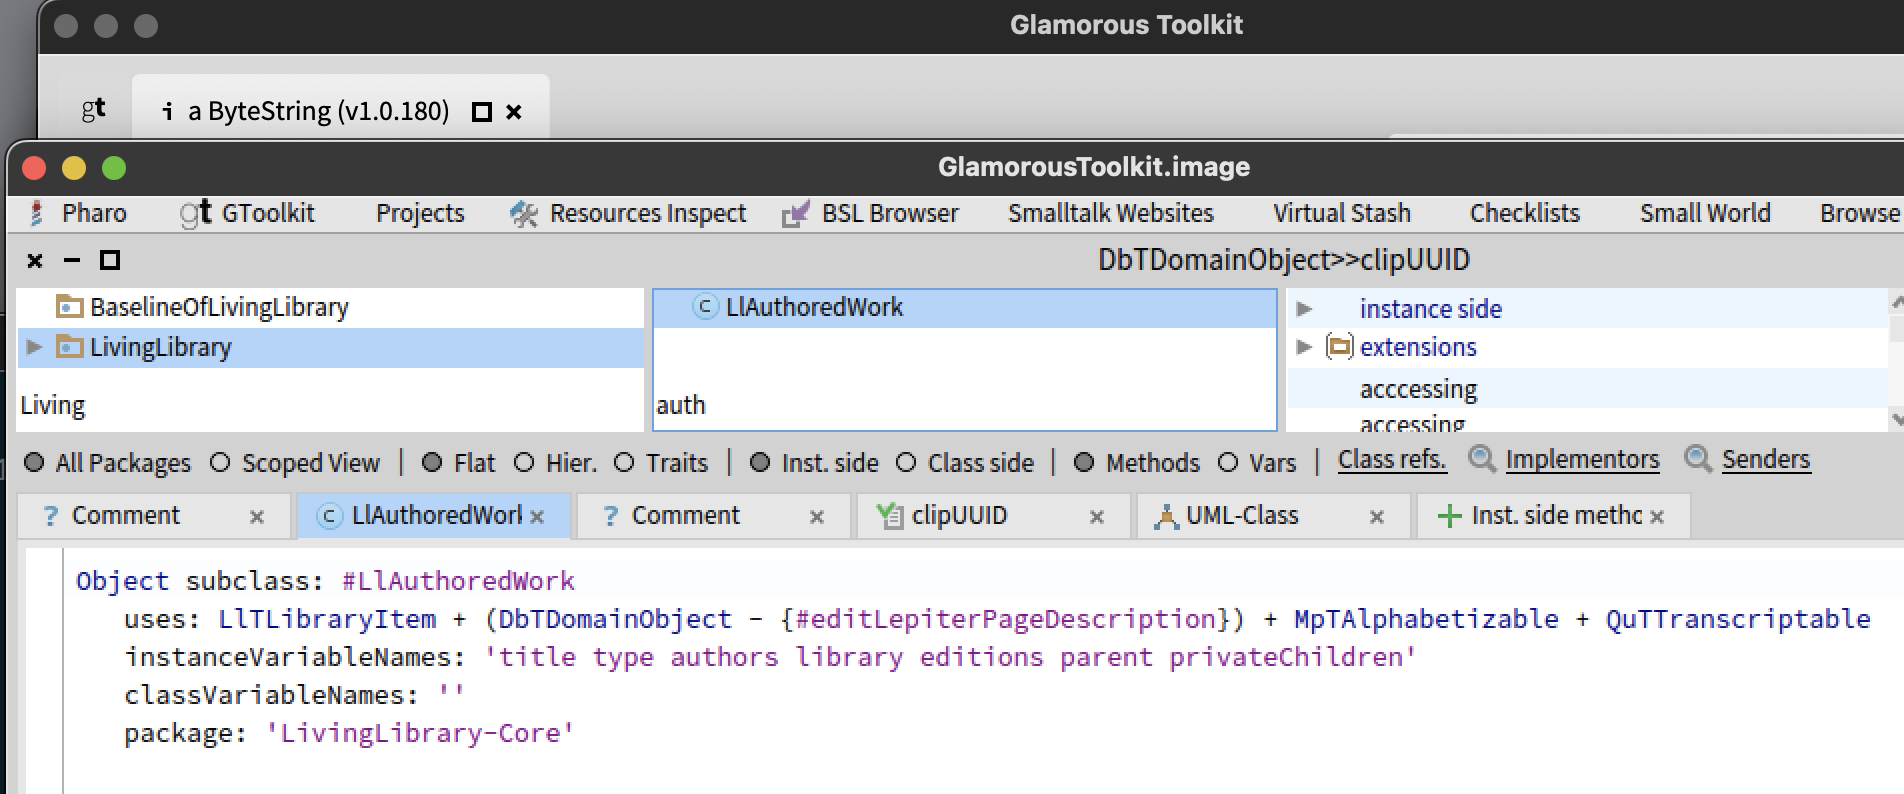 Glamorous Toolkit
gt i a ByteString (v1.0.180)
GlamorousToolkit.image
Pharo gt GToolkit Projects Resources Inspect BSL Browser Smalltalk Websites Virtual Stash Checklists Small World Browse
DbTDomainObject>>clipUUID
BaselineOfLivingLibrary
LivingLibrary
Living
C LlAuthoredWork
auth
instance side
extensions
acccessing
accessing
All Packages Scoped View | Flat Hier. Traits | Inst. side Class side | Methods Vars | Class refs. Implementors Senders
? Comment C LlAuthoredWork ? Comment clipUUID UML-Class Inst. side metho
Object subclass: #LlAuthoredWork
uses: LlTLibraryItem + (DbTDomainObject - {#editLepiterPageDescription}) + MpTAlphabetizable + QuTTranscriptable
instanceVariableNames: 'title type authors library editions parent privateChildren'
classVariableNames: ''
package: 'LivingLibrary-Core'